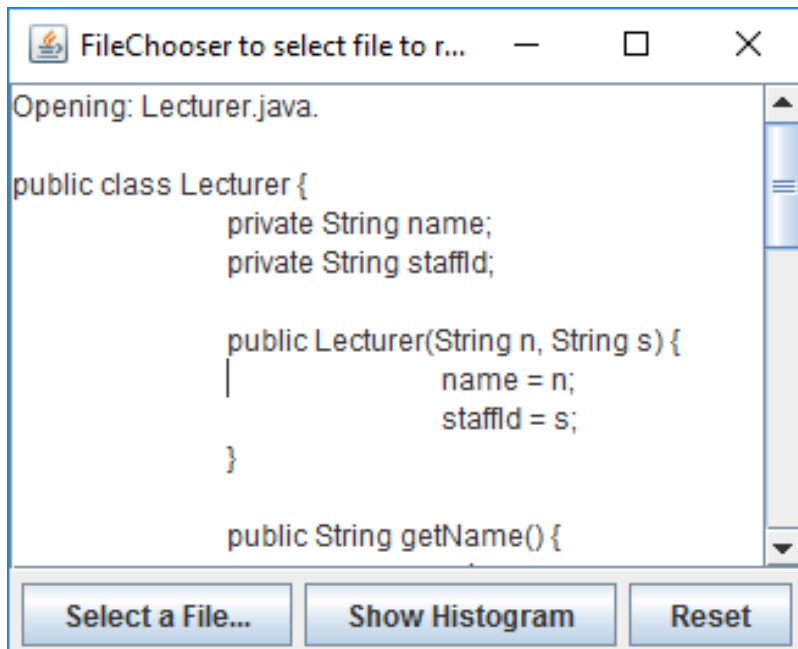 FileChooser to select file to r...
Opening: Lecturer.java.
public class Lecturer {
private String name;
private String staffId;
public Lecturer(String n, String s) {
name = n;
staffId = s;
}
public String getName() {
Select a File... Show Histogram Reset